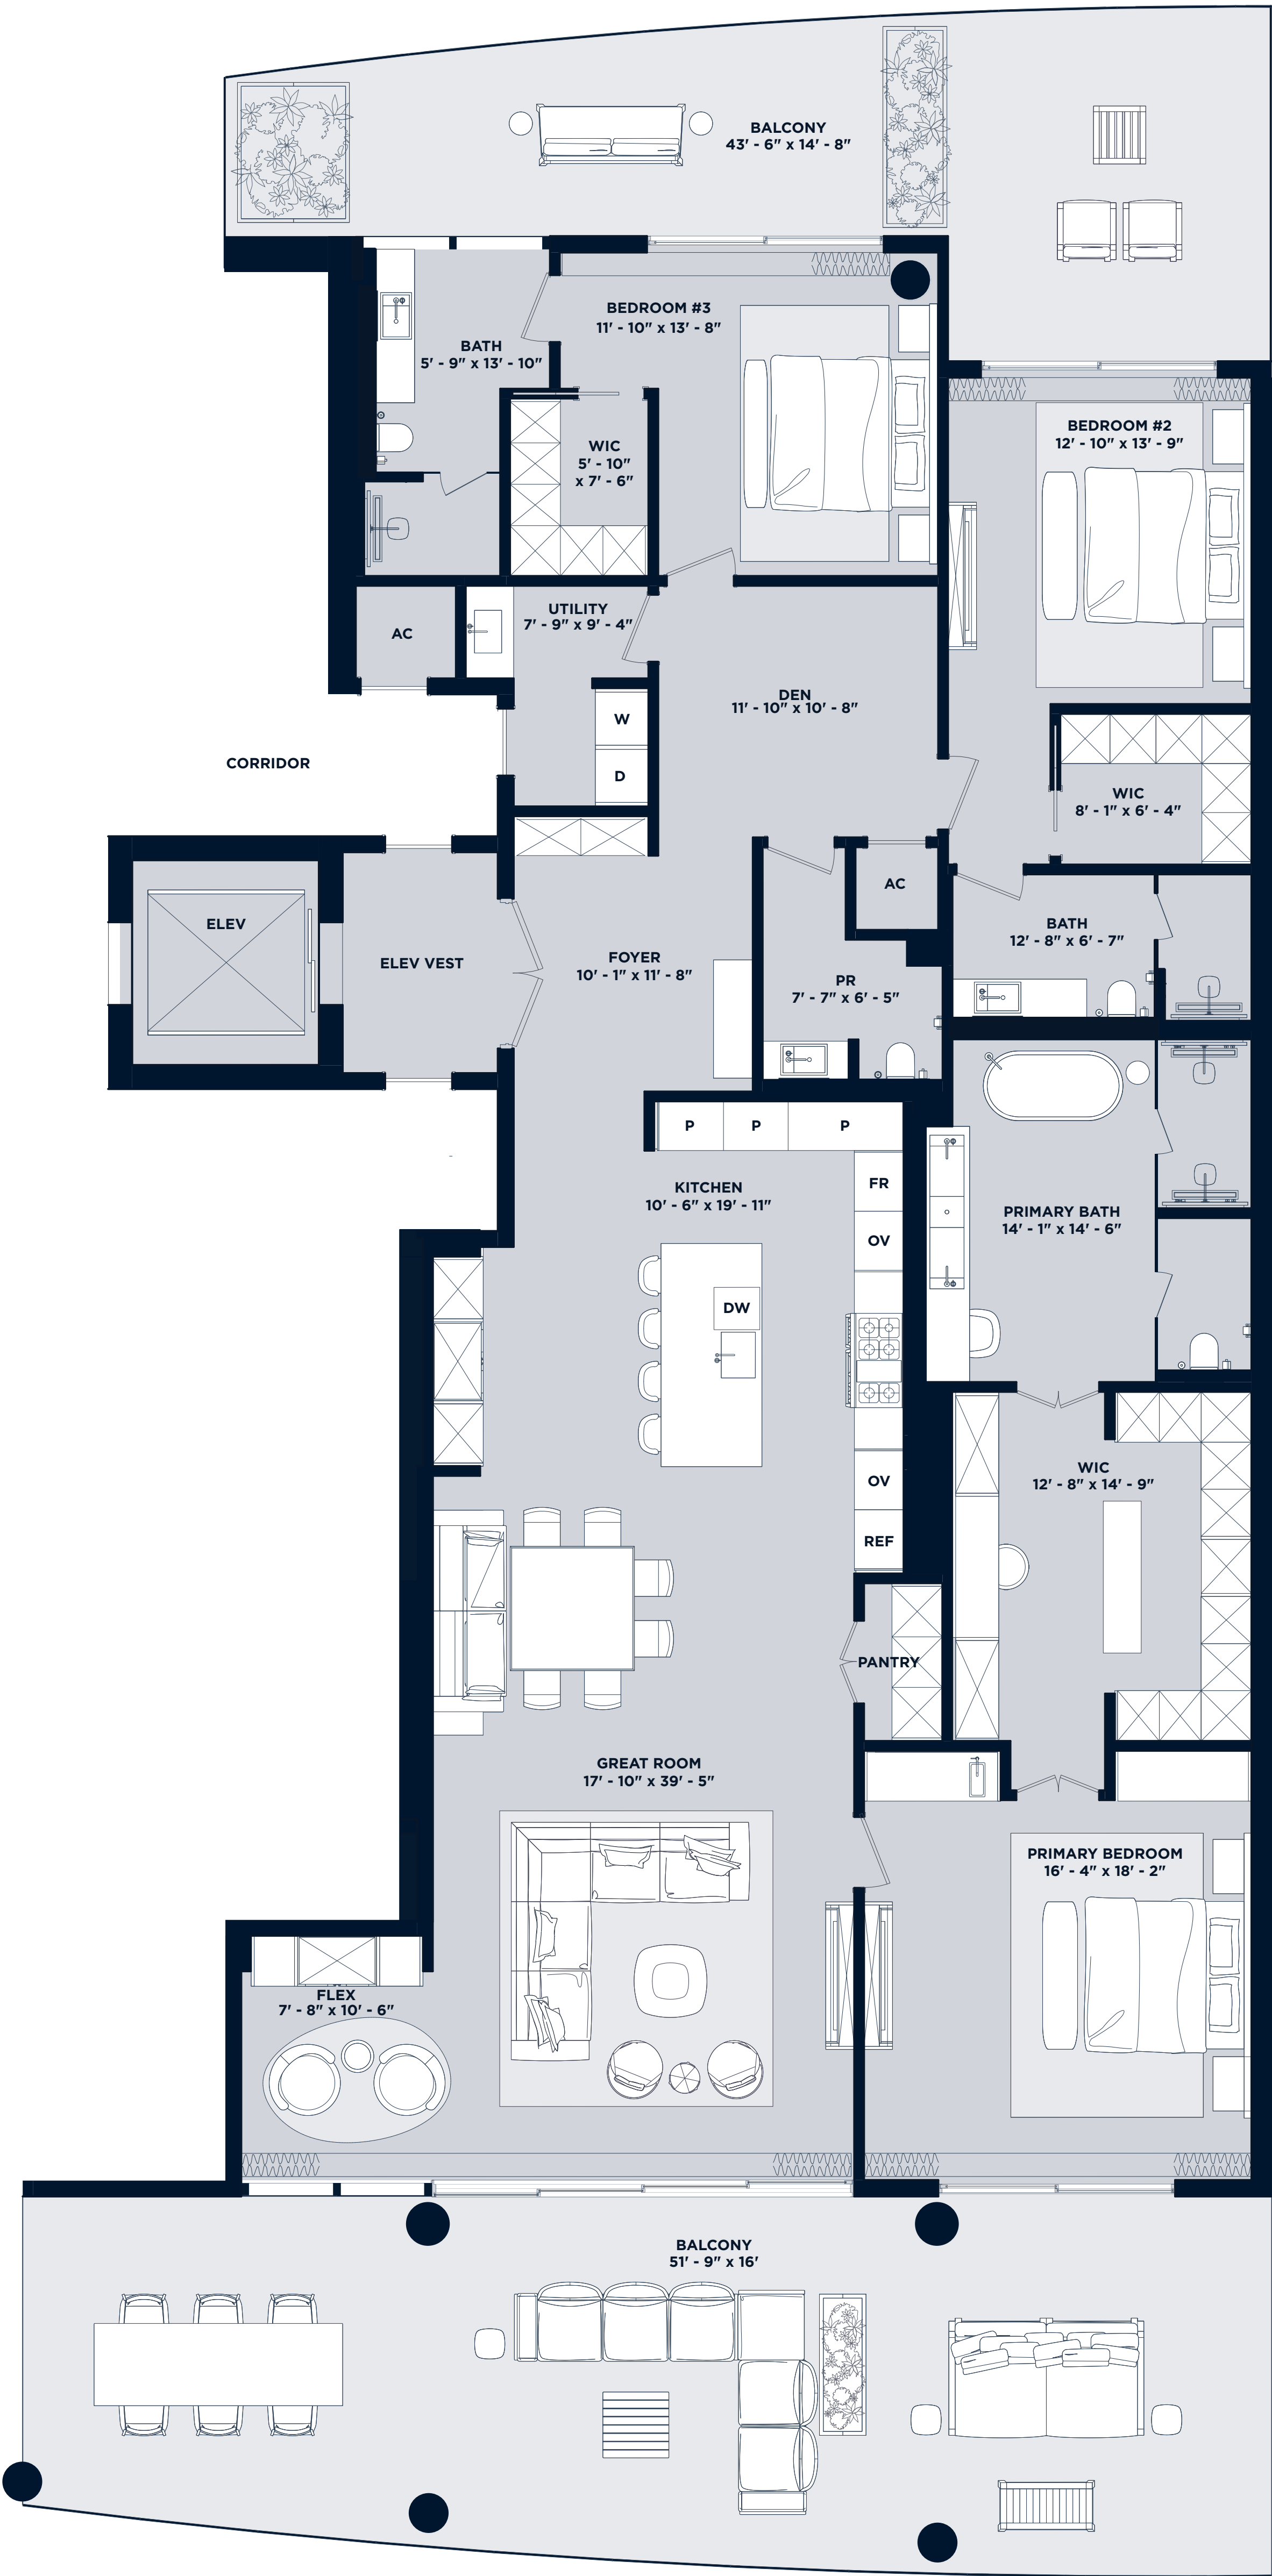 BALCONY
43' - 6" x 14' - 8"
BEDROOM #3
11' - 10" x 13' - 8"
BATH
5' - 9" x 13' - 10"
BEDROOM #2
12' - 10" x 13' - 9"
WIC
5' - 10"
x 7' - 6"
UTILITY
7' - 9" x 9' - 4"
AC
DEN
11' - 10" x 10' - 8"
W
D
CORRIDOR
WIC
8' - 1" x 6' - 4"
AC
ELEV
ELEV VEST
FOYER
10' - 1" x 11' - 8"
BATH
12' - 8" x 6' - 7"
PR
7' - 7" x 6' - 5"
P
P
P
KITCHEN
10' - 6" x 19' - 11"
FR
OV
DW
PRIMARY BATH
14' - 1" x 14' - 6"
OV
REF
WIC
12' - 8" x 14' - 9"
PANTRY
GREAT ROOM
17' - 10" x 39' - 5"
PRIMARY BEDROOM
16' - 4" x 18' - 2"
FLEX
7' - 8" x 10' - 6"
BALCONY
51' - 9" x 16'